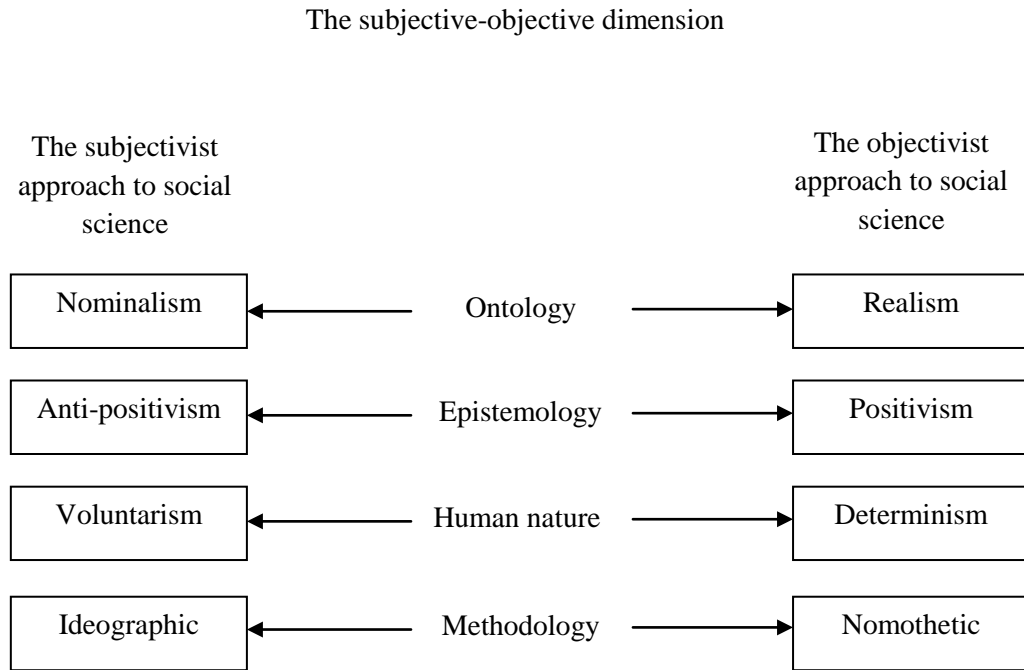 The subjective-objective dimension
The subjectivist
approach to social
science
The objectivist
approach to social
science
Nominalism
Ontology
Realism
Anti-positivism
Epistemology
Positivism
Voluntarism
Human nature
Determinism
Ideographic
Methodology
Nomothetic